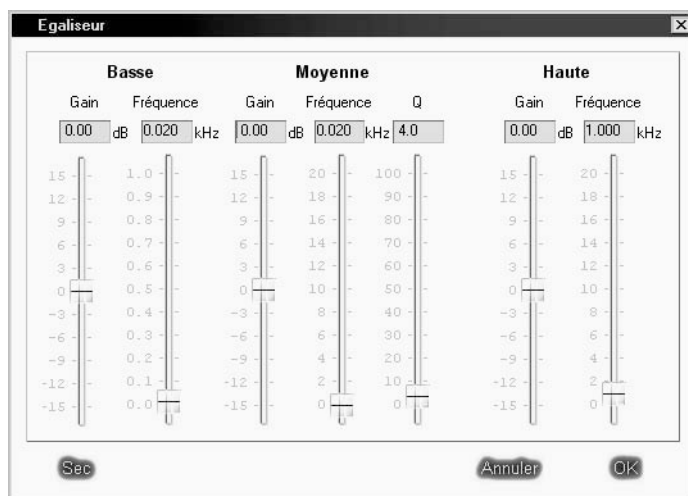 Egaliseur
Basse Moyenne Haute
Gain Fréquence Gain Fréquence Q Gain Fréquence
0.00 dB 0.020 kHz 0.00 dB 0.020 kHz 4.0 0.00 dB 1.000 kHz
15 1.0 15 20 100 15 20
12 0.9 12 18 90 12 18
9 0.8 9 16 80 9 16
6 0.7 6 14 70 6 14
3 0.6 3 12 60 3 12
0 0.5 0 10 50 0 10
-3 0.4 -3 8 40 -3 8
-6 0.3 -6 6 30 -6 6
-9 0.2 -9 4 20 -9 4
-12 0.1 -12 2 10 -12 2
-15 0.0 -15 0 0 -15 0
Sec Annuler OK